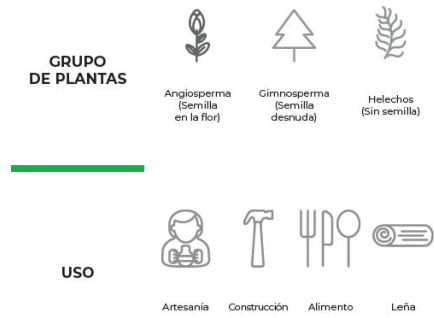 GRUPO
DE PLANTAS
Angiosperma
(Semilla
en la flor)
Gimnosperma
(Semilla
desnuda)
Helechos
(Sin semilla)
USO
Artesanía
Construcción
Alimento
Leña